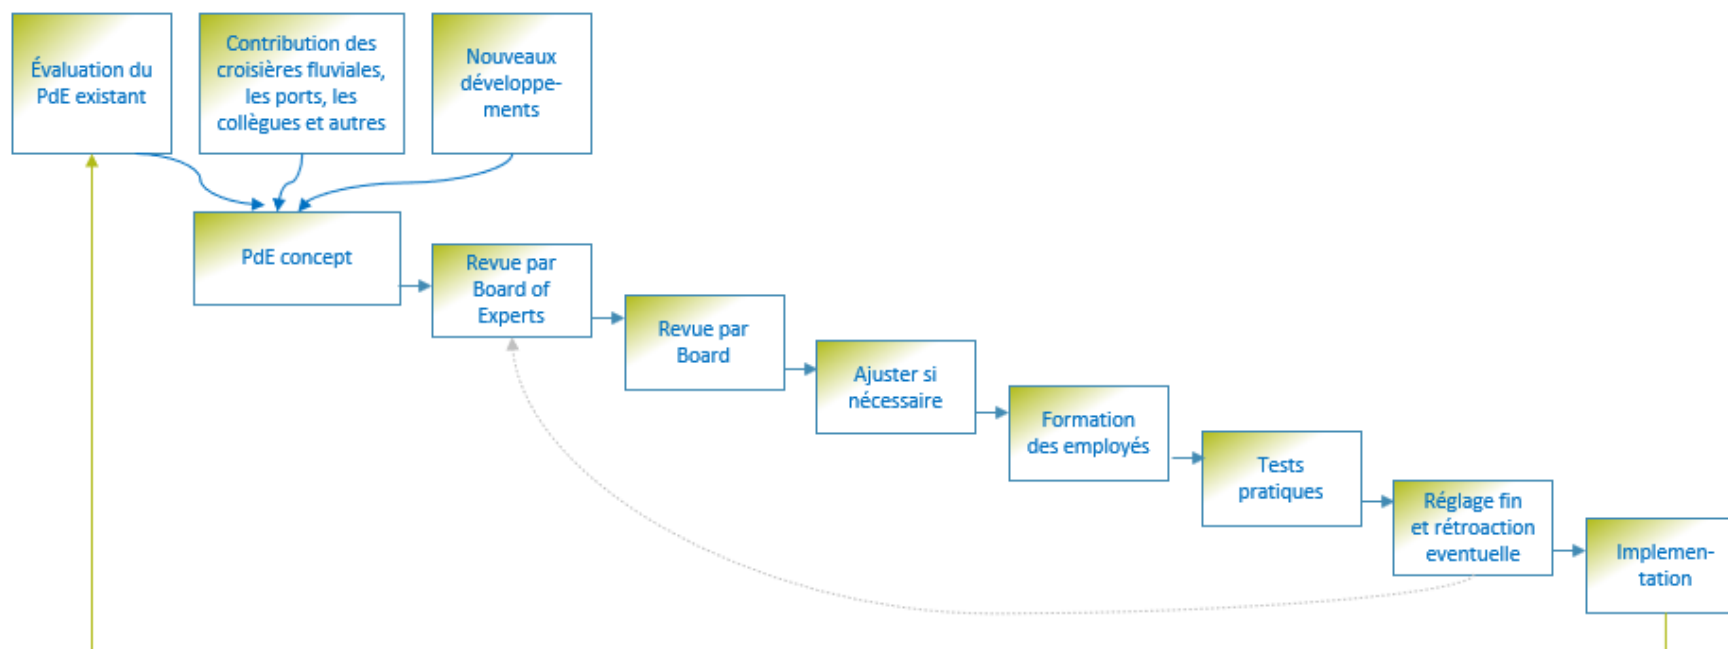 Évaluation du
PdE existant
Contribution des
croisières fluviales,
les ports, les
collègues et autres
Nouveaux
développe-
ments
PdE concept
Revue par
Board of
Experts
Revue par
Board
Ajuster si
nécessaire
Formation
des employés
Tests
pratiques
Réglage fin
et rétroaction
eventuelle
Implemen-
tation